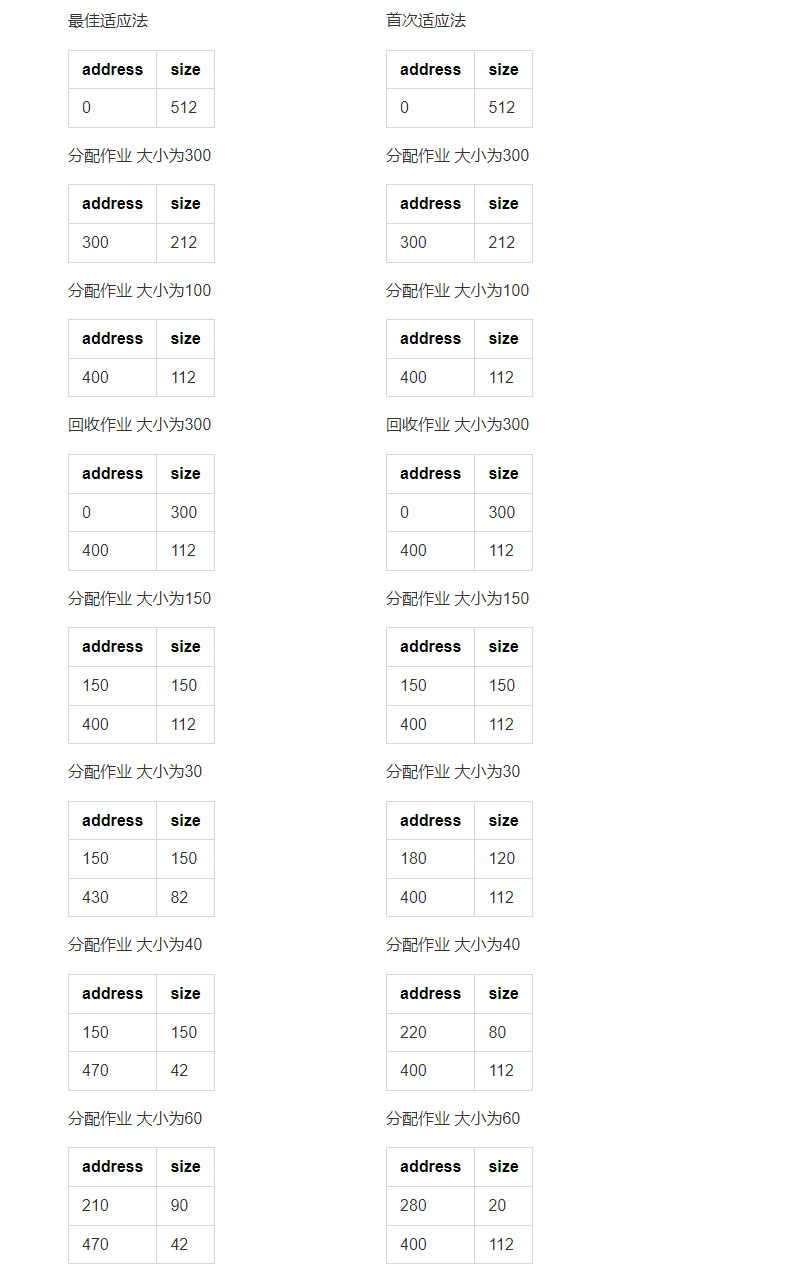 最佳适应法
address size
0 512
分配作业 大小为300
address size
300 212
分配作业 大小为100
address size
400 112
回收作业 大小为300
address size
0 300
400 112
分配作业 大小为150
address size
150 150
400 112
分配作业 大小为30
address size
150 150
430 82
分配作业 大小为40
address size
150 150
470 42
分配作业 大小为60
address size
210 90
470 42
首次适应法
address size
0 512
分配作业 大小为300
address size
300 212
分配作业 大小为100
address size
400 112
回收作业 大小为300
address size
0 300
400 112
分配作业 大小为150
address size
150 150
400 112
分配作业 大小为30
address size
180 120
400 112
分配作业 大小为40
address size
220 80
400 112
分配作业 大小为60
address size
280 20
400 112